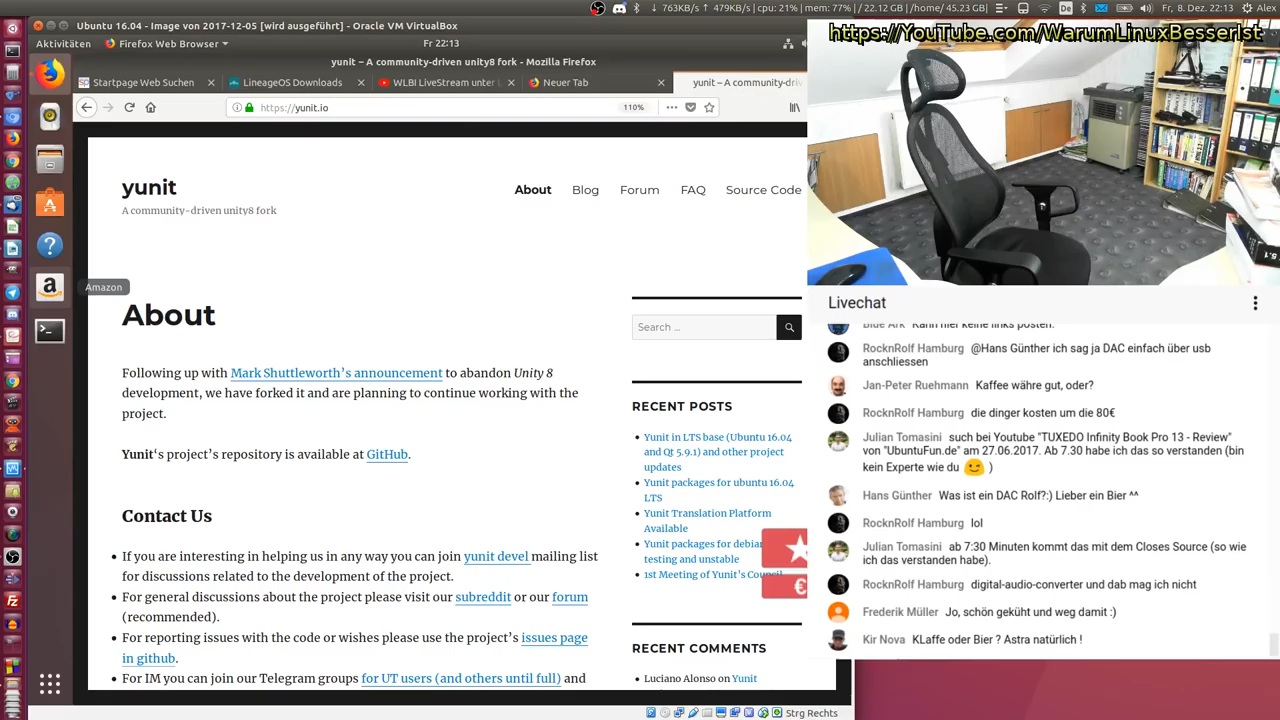 763KB/s 479KB/s cpu: 21% mem: 77% / 22.12 GB /home/45.23 GB De Fr, 8. Dez. 22:13 Alex
Ubuntu 16.04 - Image von 2017-12-05 [wird ausgeführt] - Oracle VM VirtualBox
Aktivitäten
Firefox Web Browser
Fr 22:13
yunit – A community-driven unity8 fork - Mozilla Firefox
Startpage Web Suchen
LineageOS Downloads
WLBI LiveStream unter L
Neuer Tab
yunit – A community-driv
https://yunit.io
110%
yunit
A community-driven unity8 fork
About
Blog
Forum
FAQ
Source Code
Amazon
About
Following up with Mark Shuttleworth's announcement to abandon Unity 8
development, we have forked it and are planning to continue working with the
project.
Yunit's project's repository is available at GitHub.
Contact Us
If you are interesting in helping us in any way you can join yunit devel mailing list
for discussions related to the development of the project.
For general discussions about the project please visit our subreddit or our forum
(recommended).
For reporting issues with the code or wishes please use the project's issues page
in github.
For IM you can join our Telegram groups for UT users (and others until full) and
Search …
RECENT POSTS
Yunit in LTS base (Ubuntu 16.04
and Qt 5.9.1) and other project
updates
Yunit packages for ubuntu 16.04
LTS
Yunit Translation Platform
Available
Yunit packages for debian
testing and unstable
1st Meeting of Yunit's Council
RECENT COMMENTS
Luciano Alonso on Yunit
Strg Rechts
https://YouTube.com/WarumLinuxBesserIst
Livechat
Blue Ark Kann hier keine links posten.
RocknRolf Hamburg @Hans Günther ich sag ja DAC einfach über usb
anschliessen
Jan-Peter Ruehmann Kaffee währe gut, oder?
RocknRolf Hamburg die dinger kosten um die 80€
Julian Tomasini such bei Youtube "TUXEDO Infinity Book Pro 13 - Review"
von "UbuntuFun.de" am 27.06.2017. Ab 7.30 habe ich das so verstanden (bin
kein Experte wie du 😉 )
Hans Günther Was ist ein DAC Rolf?:) Lieber ein Bier ^^
RocknRolf Hamburg lol
Julian Tomasini ab 7:30 Minuten kommt das mit dem Closes Source (so wie
ich das verstanden habe).
RocknRolf Hamburg digital-audio-converter und dab mag ich nicht
Frederik Müller Jo, schön geküht und weg damit :)
Kir Nova KLaffe oder Bier ? Astra natürlich !